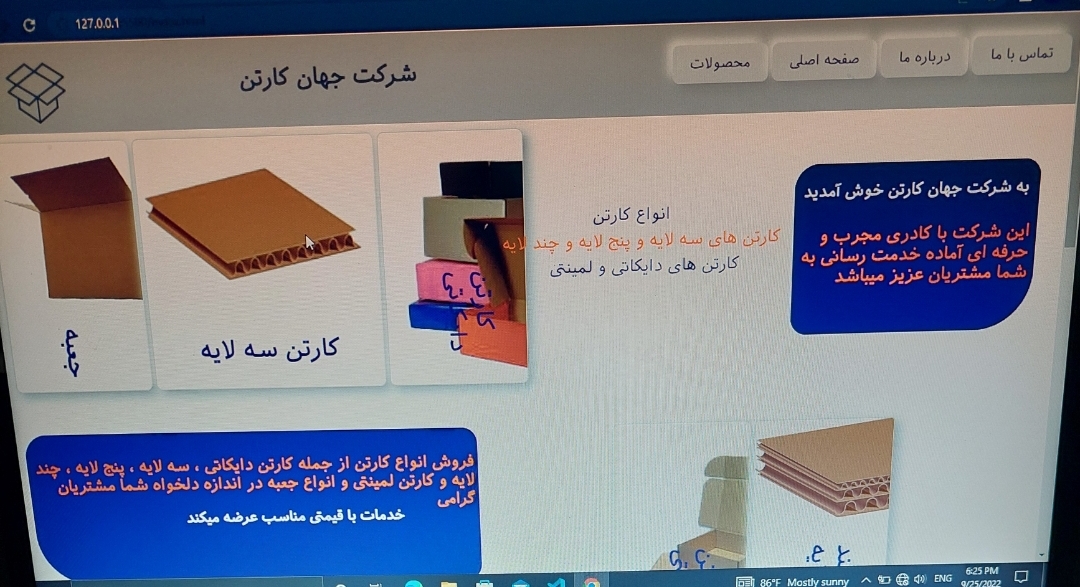 127.0.0.1
تماس با ما
درباره ما
صفحه اصلی
محصولات
شرکت جهان کارتن
به شرکت جهان کارتن خوش آمدید
این شرکت با کادری مجرب و
حرفه ای آماده خدمت رسانی به
شما مشتریان عزیز میباشد
انواع کارتن
کارتن های سه لایه و پنج لایه و چند لایه
کارتن های دایکاتی و لمینتی
کارتن
دایکاتی
کارتن سه لایه
جعبه
فروش انواع کارتن از جمله کارتن دایکاتی ، سه لایه ، پنج لایه ، چند
لایه و کارتن لمینتی و انواع جعبه در اندازه دلخواه شما مشتریان
گرامی
خدمات با قیمتی مناسب عرضه میکند
86°F Mostly sunny
ENG
6:25 PM
9/25/2022